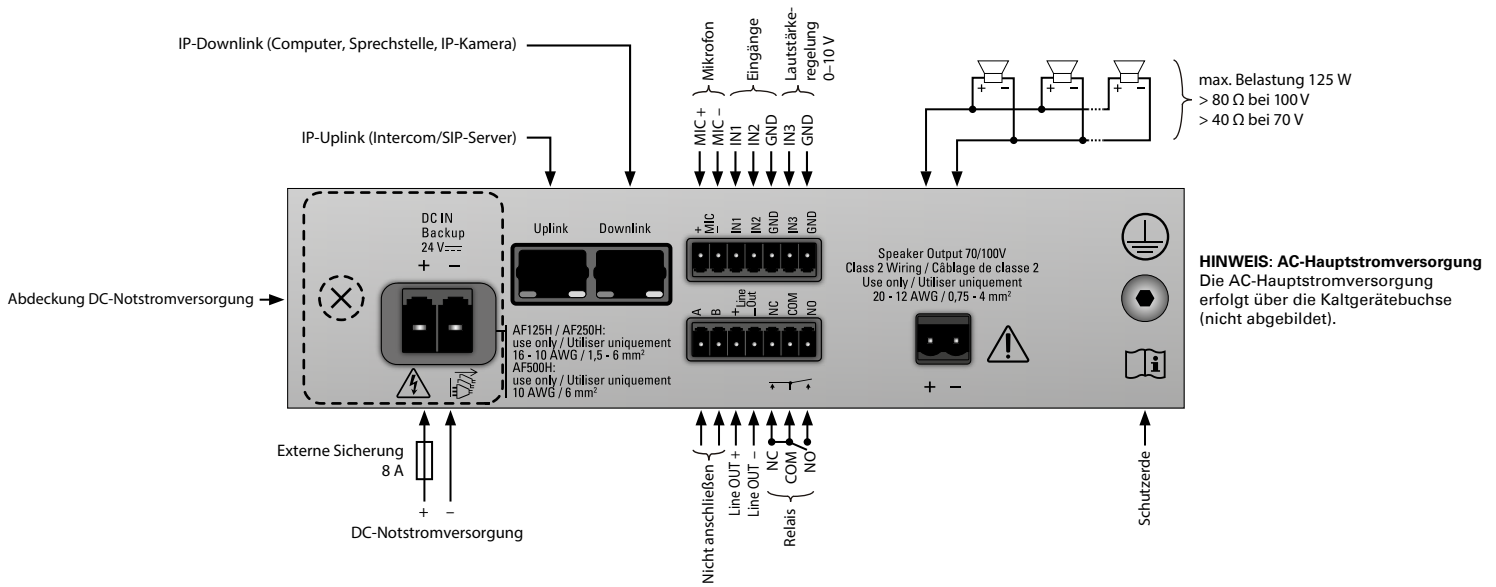 IP-Downlink (Computer, Sprechstelle, IP-Kamera)
IP-Uplink (Intercom/SIP-Server)
Mikrofon
Eingänge
Lautstärke-
regelung
0–10 V
MIC +
MIC –
IN1
IN2
GND
IN3
GND
+ –
+ –
+ –
max. Belastung 125 W
> 80 Ω bei 100 V
> 40 Ω bei 70 V
Abdeckung DC-Notstromversorgung
DC IN
Backup
24 V
+ –
Uplink
Downlink
+
MIC
–
IN1
IN2
GND
IN3
GND
A
B
+
Line
Out
–
NC
COM
NO
AF125H / AF250H:
use only / Utiliser uniquement
16 - 10 AWG / 1,5 - 6 mm²
AF500H:
use only / Utiliser uniquement
10 AWG / 6 mm²
Speaker Output 70/100V
Class 2 Wiring / Câblage de classe 2
Use only / Utiliser uniquement
20 - 12 AWG / 0,75 - 4 mm²
+ –
i
HINWEIS: AC-Hauptstromversorgung
Die AC-Hauptstromversorgung
erfolgt über die Kaltgerätebuchse
(nicht abgebildet).
Externe Sicherung
8 A
+ –
DC-Notstromversorgung
Nicht anschließen
Line OUT +
Line OUT –
NC
COM
NO
Relais
Schutzerde